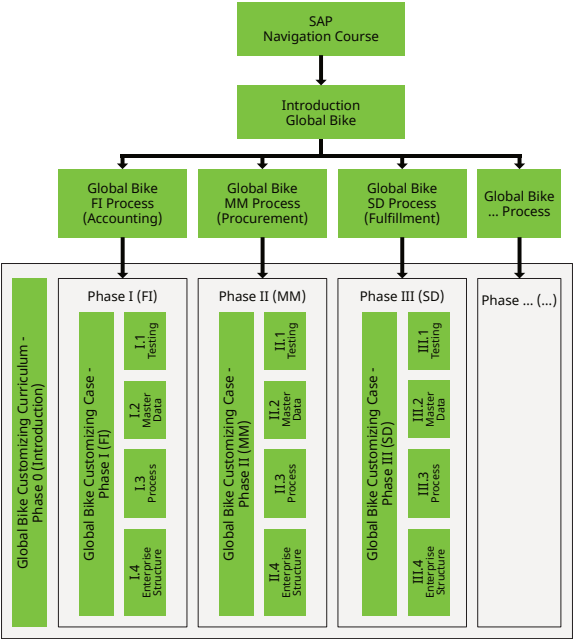 SAP
Navigation Course
Introduction
Global Bike
Global Bike
FI Process
(Accounting)
Global Bike
MM Process
(Procurement)
Global Bike
SD Process
(Fulfillment)
Global Bike
... Process
Global Bike Customizing Curriculum -
Phase 0 (Introduction)
Phase I (FI)
Global Bike Customizing Case -
Phase I (FI)
I.1
Testing
I.2
Master
Data
I.3
Process
I.4
Enterprise
Structure
Phase II (MM)
Global Bike Customizing Case -
Phase II (MM)
II.1
Testing
II.2
Master
Data
II.3
Process
II.4
Enterprise
Structure
Phase III (SD)
Global Bike Customizing Case -
Phase III (SD)
III.1
Testing
III.2
Master
Data
III.3
Process
III.4
Enterprise
Structure
Phase ... (...)